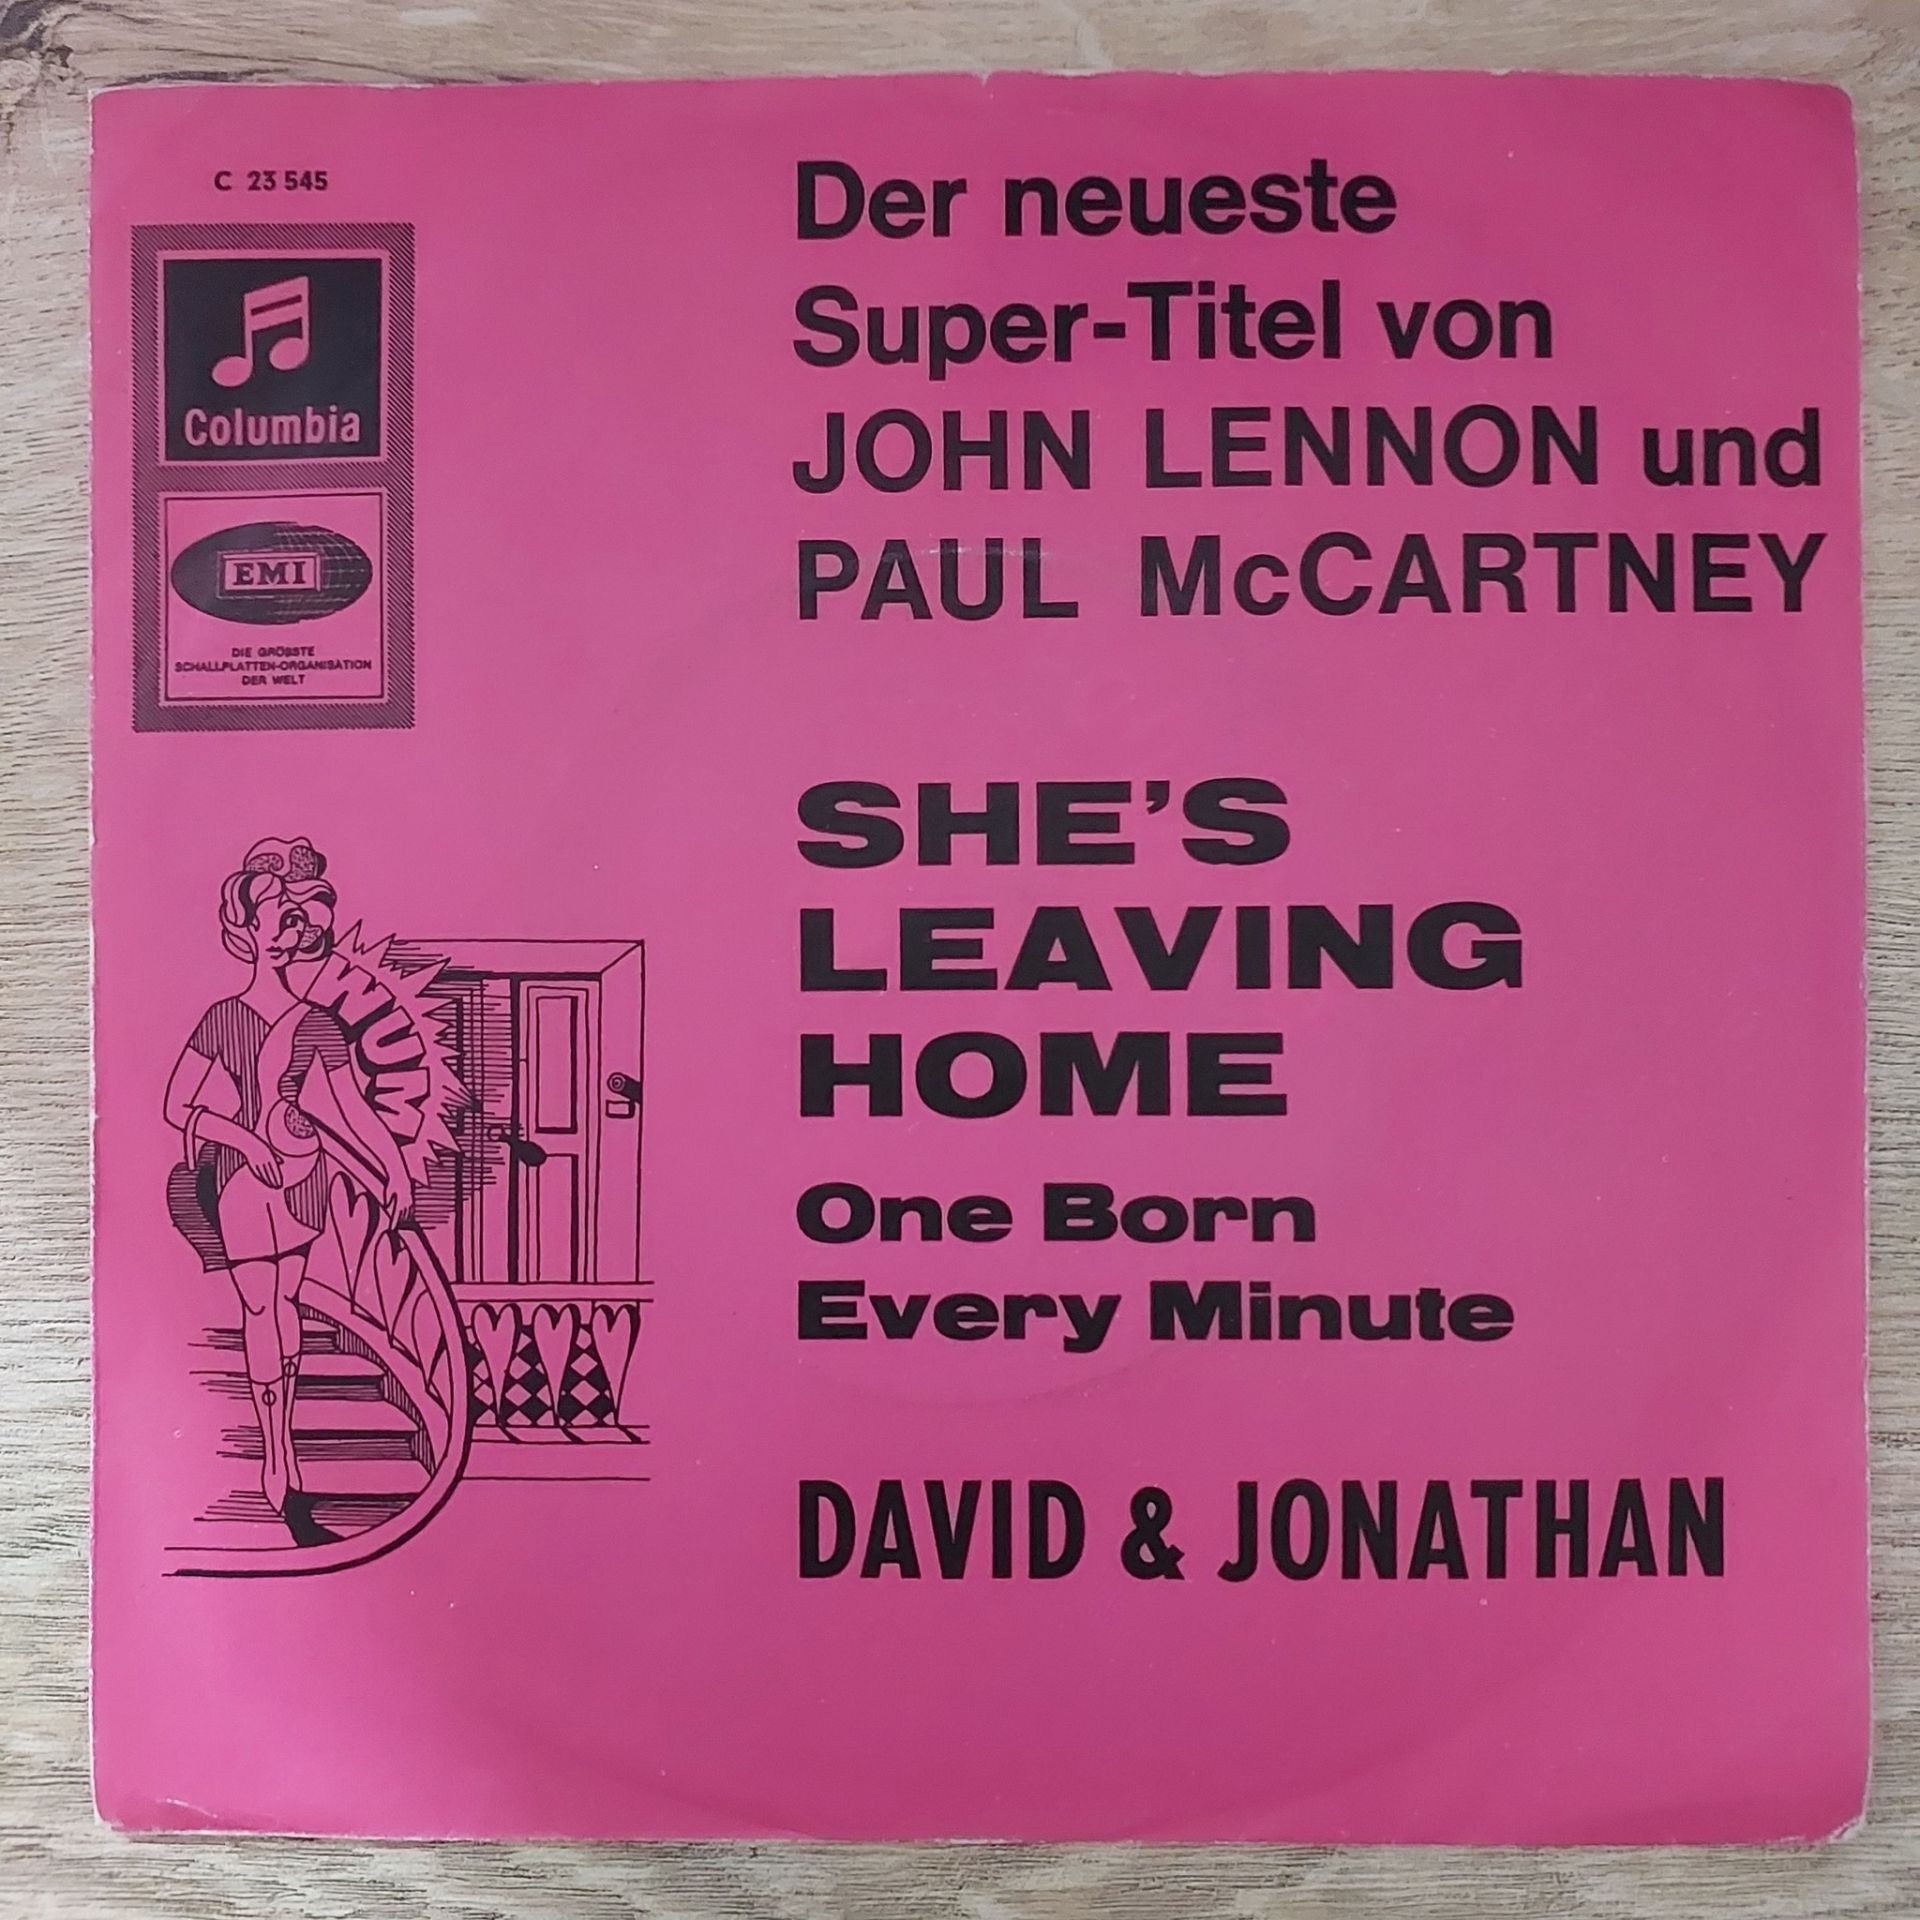 C 23 545
Columbia
EMI
DIE GRÖSSTE
SCHALLPLATTEN-ORGANISATION
DER WELT
Der neueste
Super-Titel von
JOHN LENNON und
PAUL McCARTNEY
SHE'S
LEAVING
HOME
One Born
Every Minute
DAVID & JONATHAN